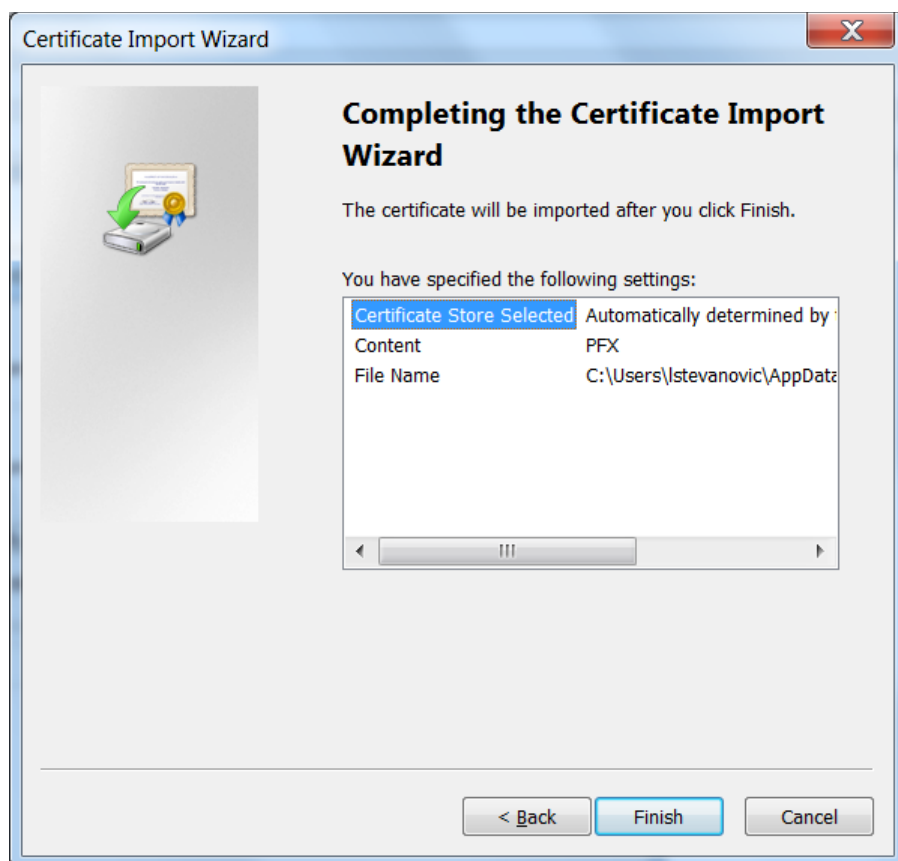 Certificate Import Wizard
X
Completing the Certificate Import
Wizard
The certificate will be imported after you click Finish.
You have specified the following settings:
Certificate Store Selected Automatically determined by
Content PFX
File Name C:\Users\lstevanovic\AppData
< Back Finish Cancel